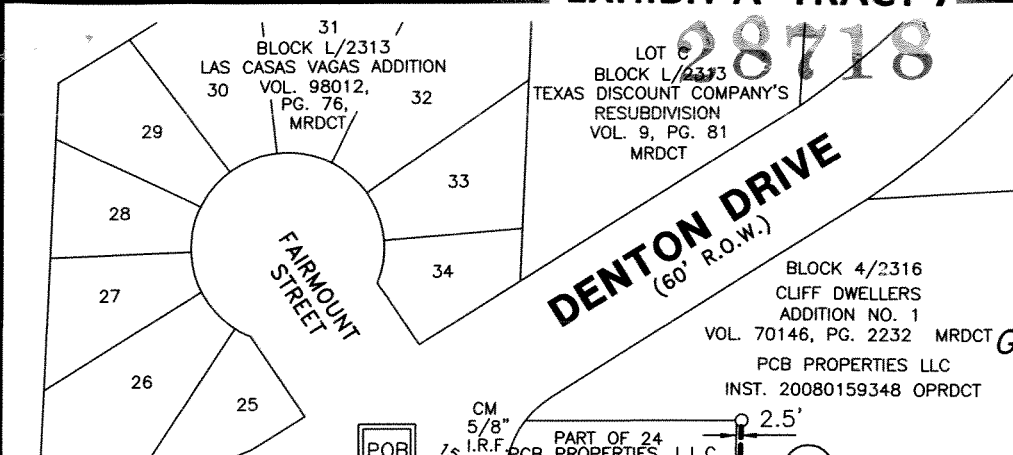 28718
31
BLOCK L/2313
LAS CASAS VAGAS ADDITION
VOL. 98012,
PG. 76,
MRDCT
30
32
29
33
28
34
27
26
25
FAIRMOUNT
STREET
LOT C
BLOCK L/2313
TEXAS DISCOUNT COMPANY'S
RESUBDIVISION
VOL. 9, PG. 81
MRDCT
DENTON DRIVE
(60' R.O.W.)
BLOCK 4/2316
CLIFF DWELLERS
ADDITION NO. 1
VOL. 70146, PG. 2232 MRDCT
PCB PROPERTIES LLC
INST. 20080159348 OPRDCT
2.5'
CM
5/8"
I.R.F.
POB
PART OF 24
PCB PROPERTIES